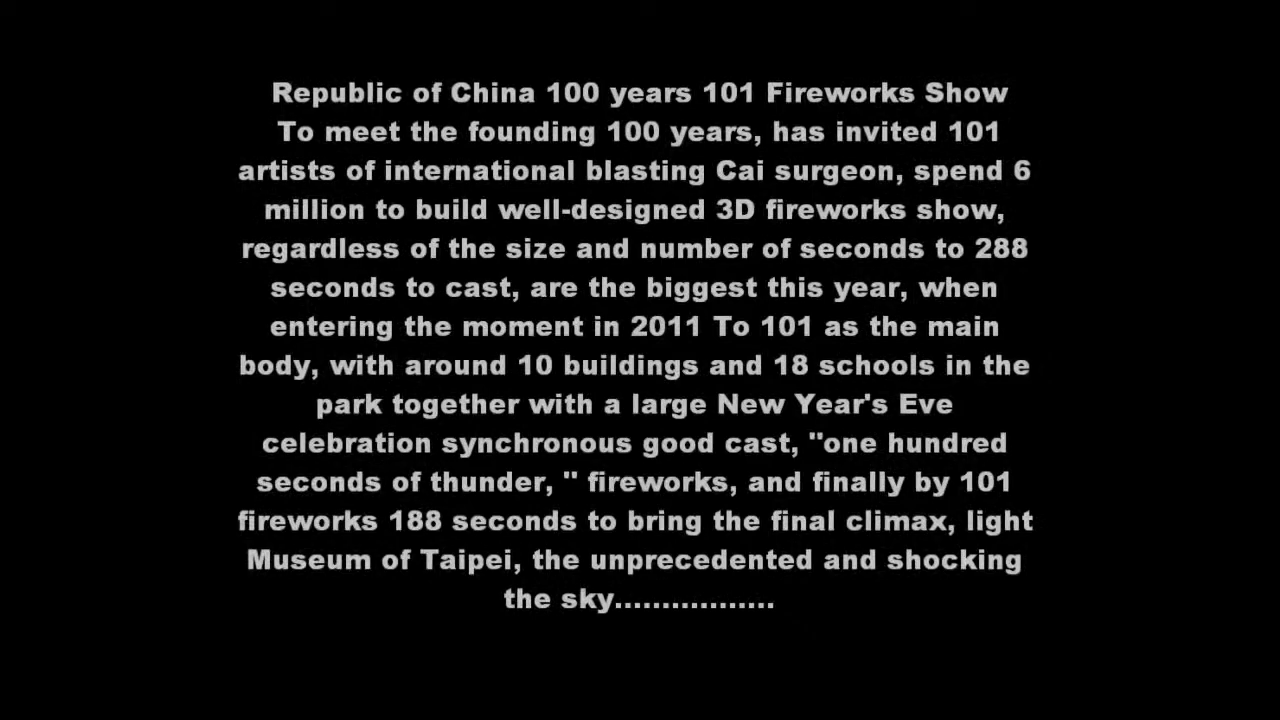 Republic of China 100 years 101 Fireworks Show
To meet the founding 100 years, has invited 101
artists of international blasting Cai surgeon, spend 6
million to build well-designed 3D fireworks show,
regardless of the size and number of seconds to 288
seconds to cast, are the biggest this year, when
entering the moment in 2011 To 101 as the main
body, with around 10 buildings and 18 schools in the
park together with a large New Year's Eve
celebration synchronous good cast, "one hundred
seconds of thunder, " fireworks, and finally by 101
fireworks 188 seconds to bring the final climax, light
Museum of Taipei, the unprecedented and shocking
the sky.................